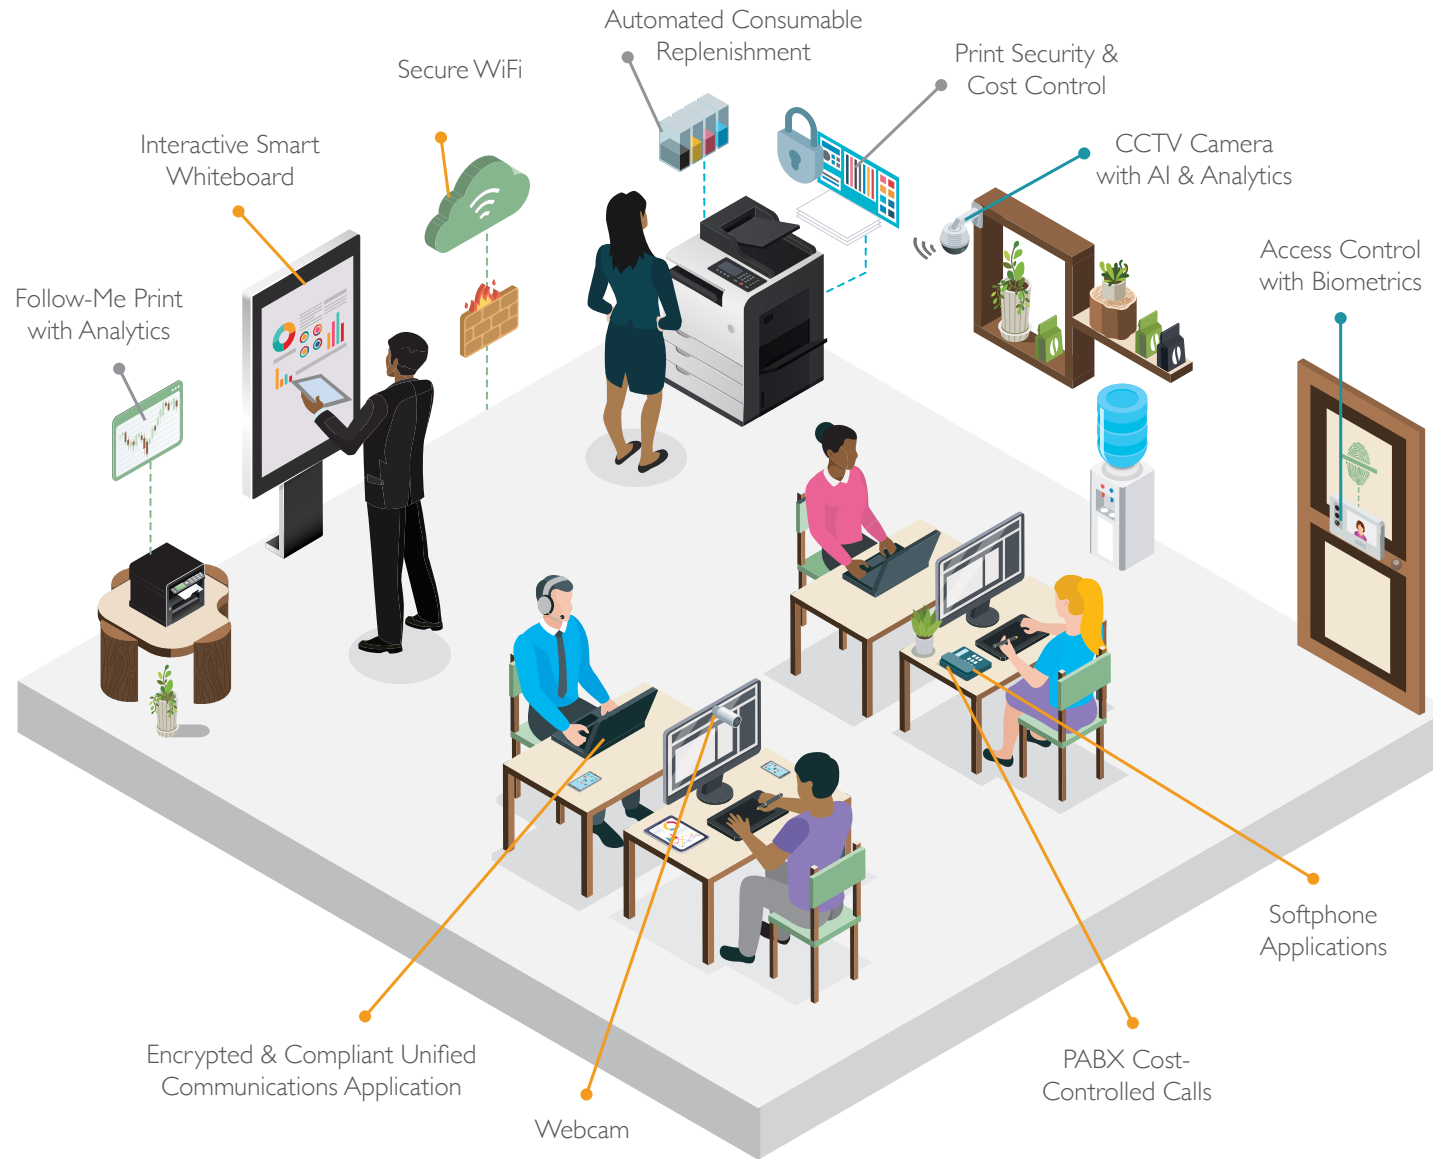 Automated Consumable
Replenishment
Print Security &
Cost Control
Secure WiFi
CCTV Camera
with AI & Analytics
Interactive Smart
Whiteboard
Access Control
with Biometrics
Follow-Me Print
with Analytics
Softphone
Applications
Encrypted & Compliant Unified
Communications Application
PABX Cost-
Controlled Calls
Webcam